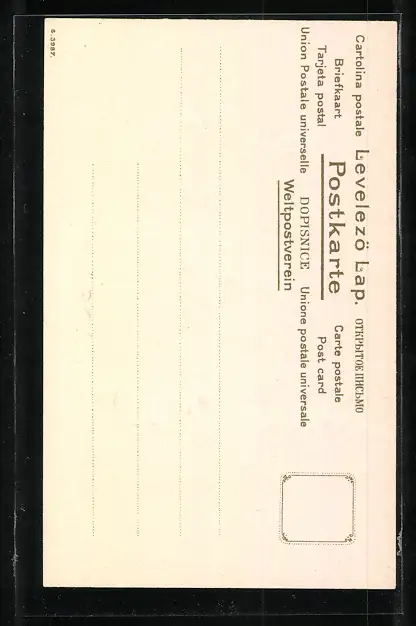 Cartolina postale Levelező Lap. ОТКРЫТОЕ ПИСЬМО
Briefkaart Postkarte Carte postale
Tarjeta postal Post card
Union Postale universelle DOPISNICE Unione postale universale
Weltpostverein
S. 3987.